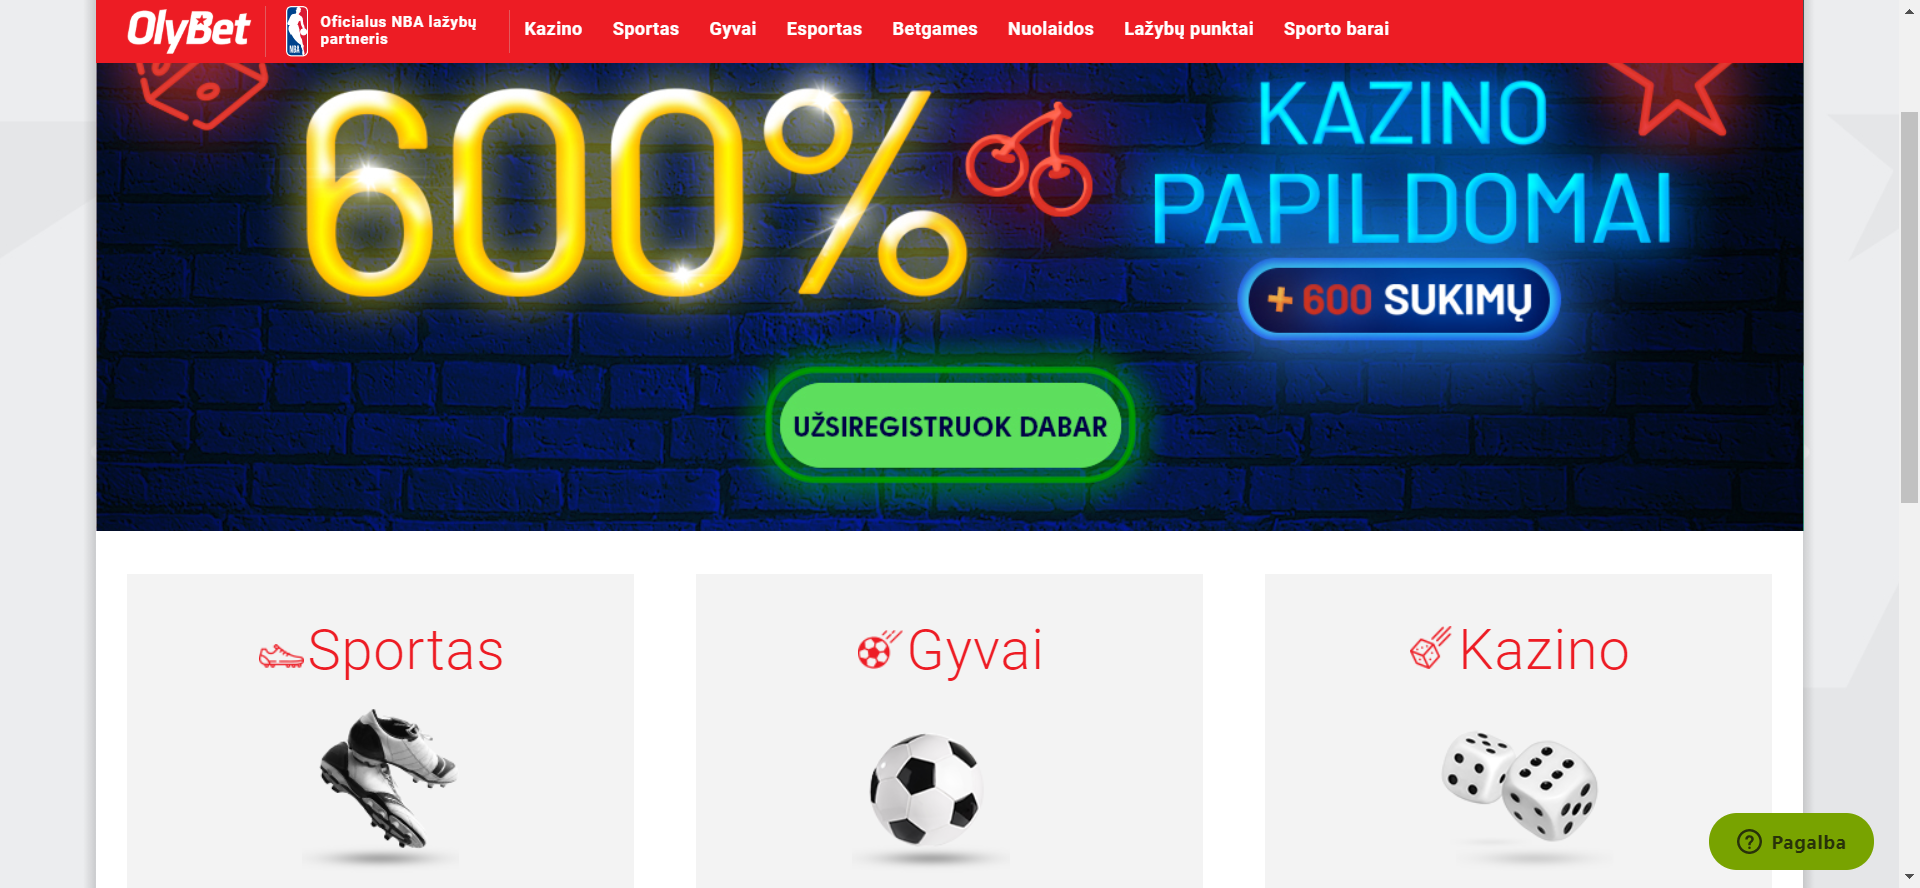 OlyBet
NBA
Oficialus NBA lažybų
partneris
Kazino Sportas Gyvai Esportas Betgames Nuolaidos Lažybų punktai Sporto barai
600%
KAZINO
PAPILDOMAI
+ 600 SUKIMŲ
UŽSIREGISTRUOK DABAR
Sportas
Gyvai
Kazino
Pagalba